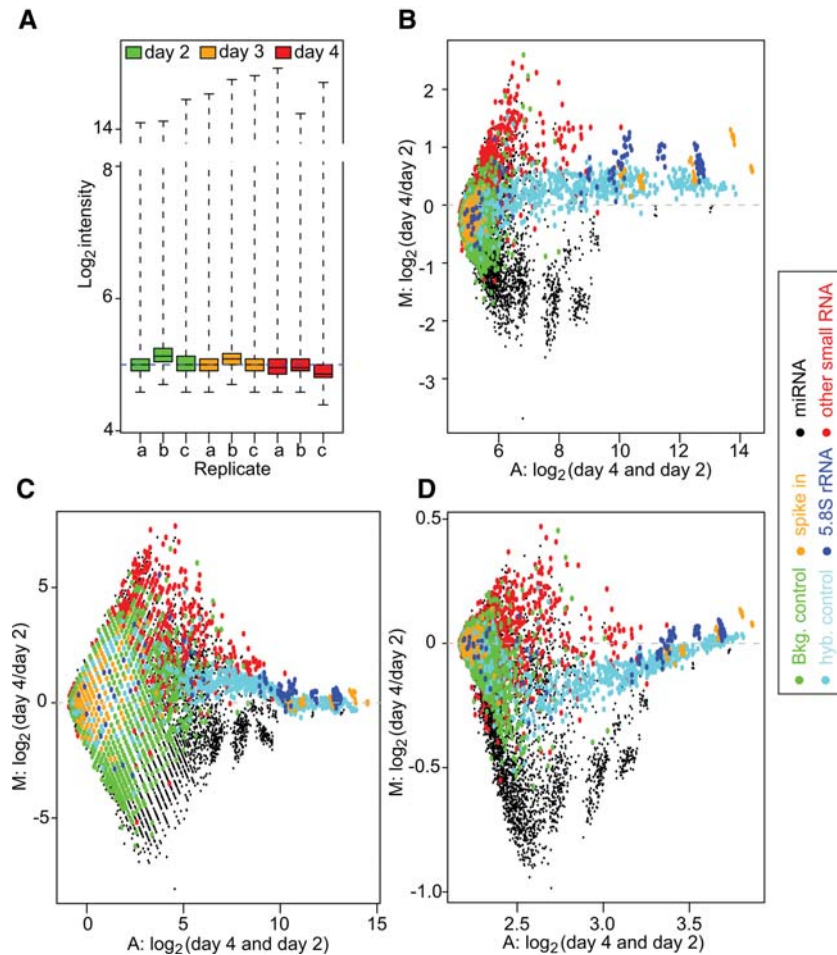 A
day 2 day 3 day 4
14
8
6
4
Log2 intensity
a b c a b c a b c
Replicate
B
2
1
0
-1
-2
-3
M: log2(day 4/day 2)
6 8 10 12 14
A: log2(day 4 and day 2)
C
5
0
-5
M: log2(day 4/day 2)
0 5 10 15
A: log2(day 4 and day 2)
D
0.5
0
-0.5
-1.0
M: log2(day 4/day 2)
2.5 3.0 3.5
A: log2(day 4 and day 2)
Bkg. control spike in miRNA
hyb. control 5.8S rRNA other small RNA